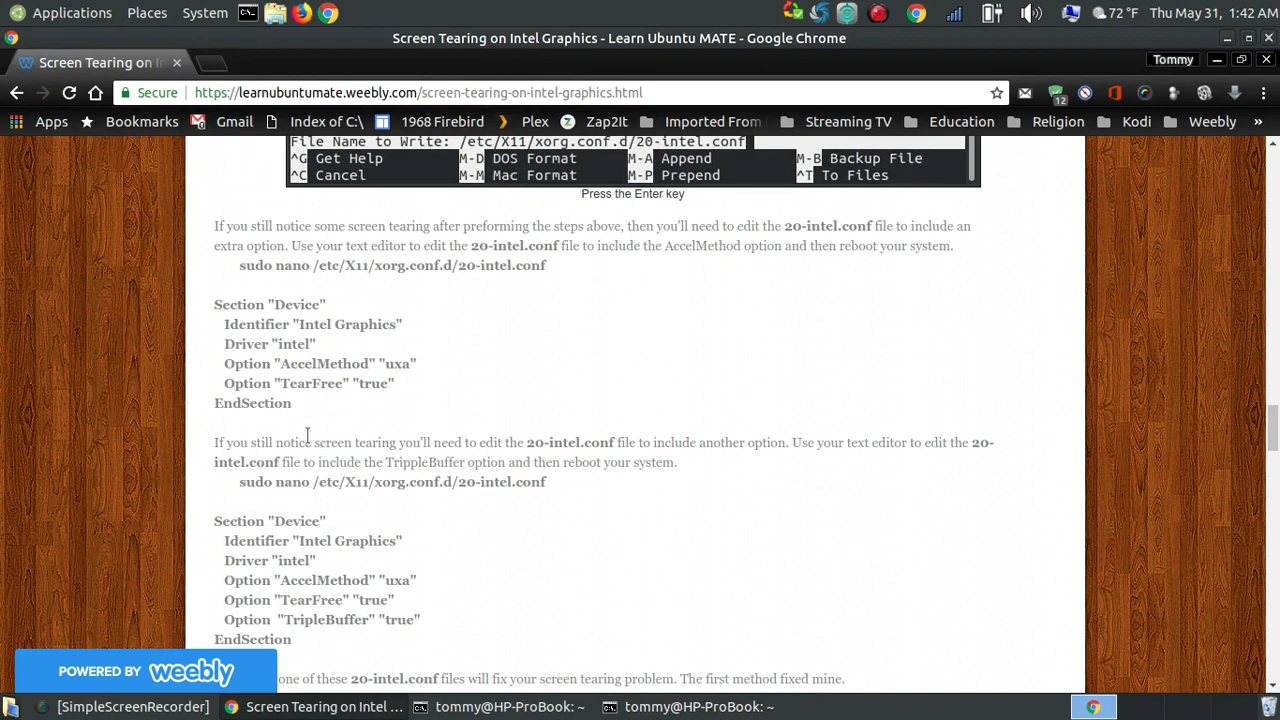 Applications Places System 72 °F Thu May 31, 1:42 AM
Screen Tearing on Intel Graphics - Learn Ubuntu MATE - Google Chrome
Screen Tearing on In Tommy
Secure https://learnubuntumate.weebly.com/screen-tearing-on-intel-graphics.html 12
Apps Bookmarks Gmail Index of C:\ 1968 Firebird Plex Zap2It Imported From Streaming TV Education Religion Kodi Weebly »
File Name to Write: /etc/X11/xorg.conf.d/20-intel.conf
^G Get Help M-D DOS Format M-A Append M-B Backup File
^C Cancel M-M Mac Format M-P Prepend ^T To Files
Press the Enter key
If you still notice some screen tearing after preforming the steps above, then you'll need to edit the 20-intel.conf file to include an
extra option. Use your text editor to edit the 20-intel.conf file to include the AccelMethod option and then reboot your system.
sudo nano /etc/X11/xorg.conf.d/20-intel.conf
Section "Device"
Identifier "Intel Graphics"
Driver "intel"
Option "AccelMethod" "uxa"
Option "TearFree" "true"
EndSection
If you still notice screen tearing you'll need to edit the 20-intel.conf file to include another option. Use your text editor to edit the 20-
intel.conf file to include the TrippleBuffer option and then reboot your system.
sudo nano /etc/X11/xorg.conf.d/20-intel.conf
Section "Device"
Identifier "Intel Graphics"
Driver "intel"
Option "AccelMethod" "uxa"
Option "TearFree" "true"
Option "TripleBuffer" "true"
EndSection
one of these 20-intel.conf files will fix your screen tearing problem. The first method fixed mine.
POWERED BY weebly
[SimpleScreenRecorder] Screen Tearing on Intel ... tommy@HP-ProBook: ~ tommy@HP-ProBook: ~